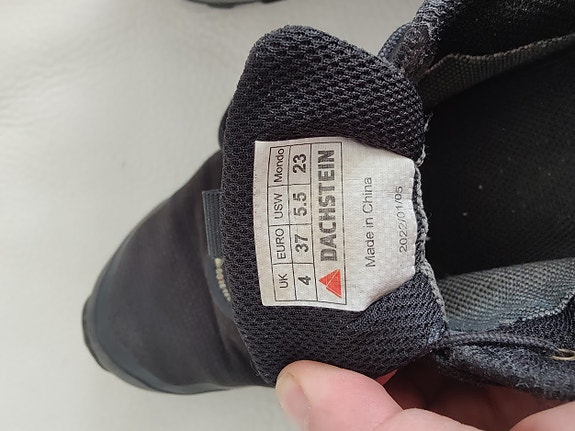 UK EURO USW Mondo
4 37 5.5 23
DACHSTEIN
Made in China
2022/01/05